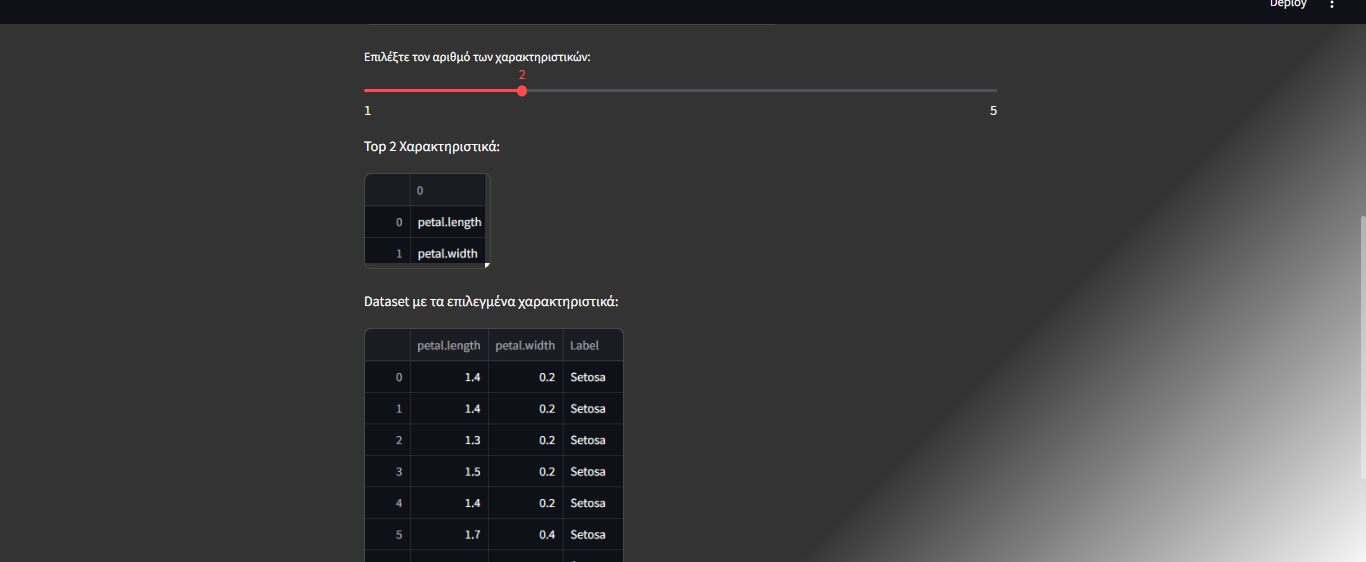 Deploy
Επιλέξτε τον αριθμό των χαρακτηριστικών:
2
1 5
Top 2 Χαρακτηριστικά:
0
0 petal.length
1 petal.width
Dataset με τα επιλεγμένα χαρακτηριστικά:
petal.length petal.width Label
0 1.4 0.2 Setosa
1 1.4 0.2 Setosa
2 1.3 0.2 Setosa
3 1.5 0.2 Setosa
4 1.4 0.2 Setosa
5 1.7 0.4 Setosa